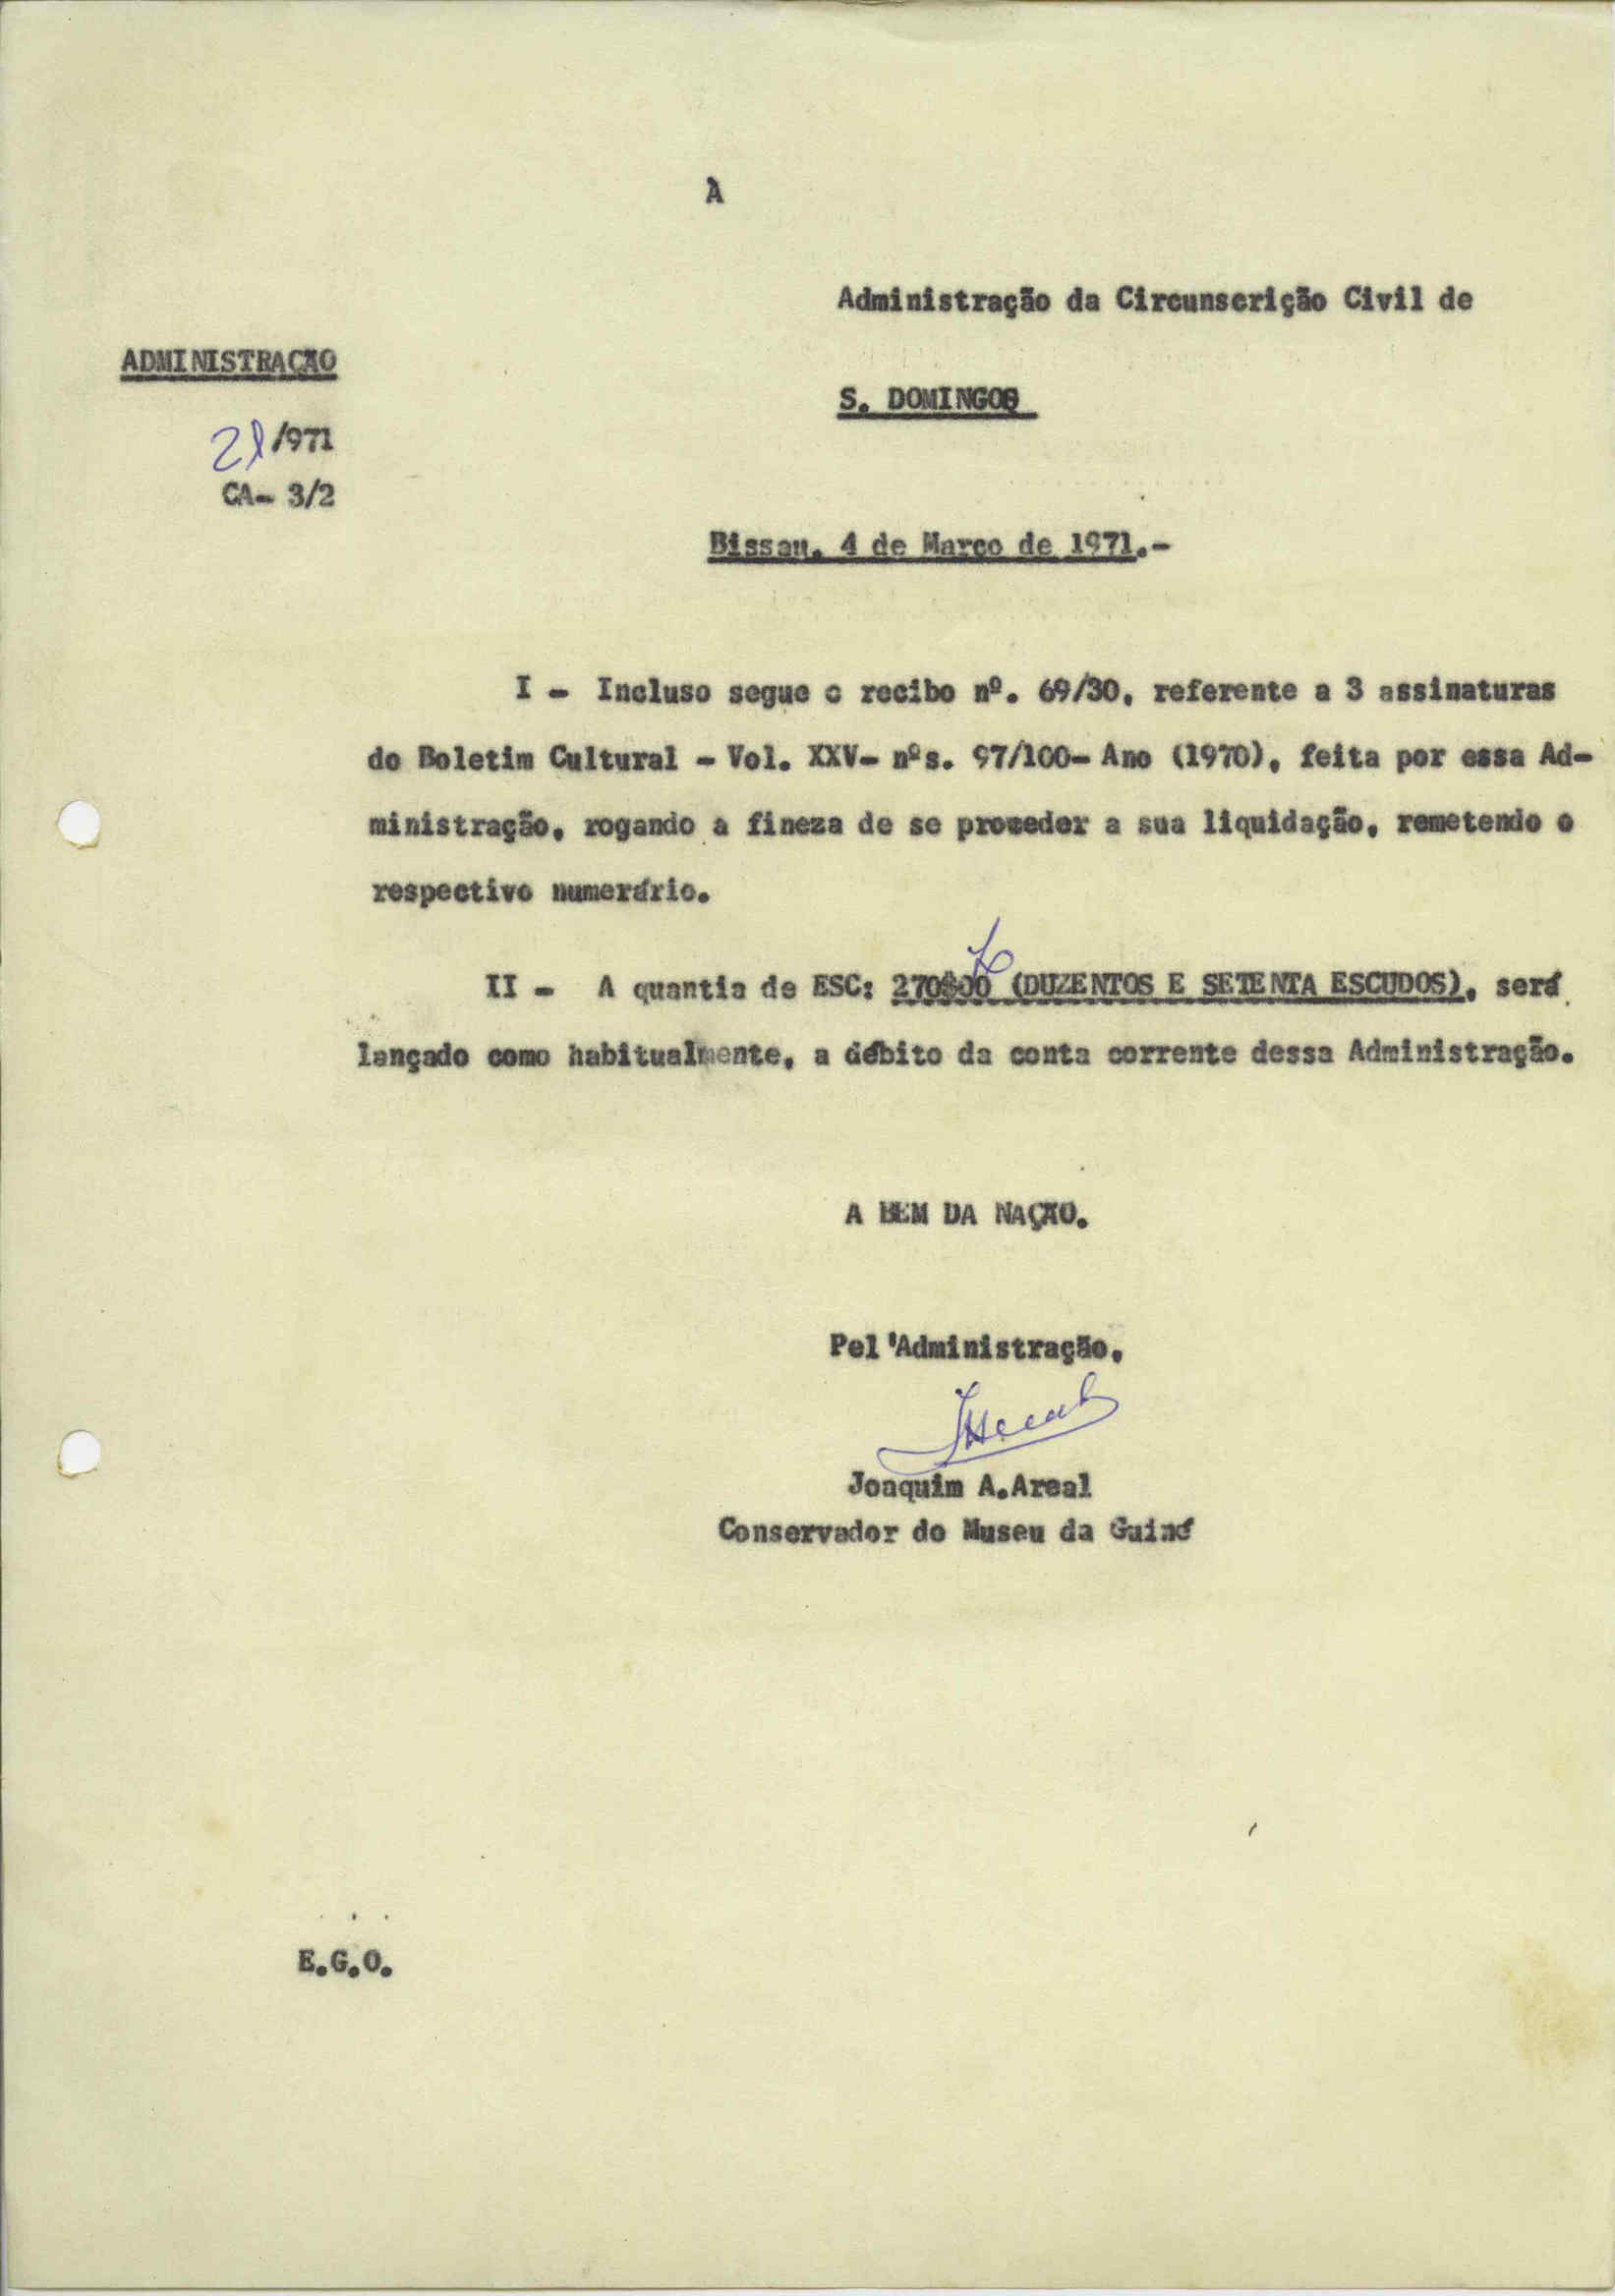 À
Administração da Circunscrição Civil de
ADMINISTRAÇÃO
S. DOMINGOS
21/971
CA- 3/2
Bissau, 4 de Março de 1971.-
I - Incluso segue o recibo nº. 69/30, referente a 3 assinaturas
do Boletim Cultural - Vol. XXV- nºs. 97/100- Ano (1970), feita por essa Ad-
ministração, rogando a fineza de se proceder a sua liquidação, remetendo o
respectivo numerário.
II - A quantia de ESC: 270$00 (DUZENTOS E SETENTA ESCUDOS), será
lançado como habitualmente, a débito da conta corrente dessa Administração.
A BEM DA NAÇÃO.
Pel'Administração,
Joaquim A.Areal
Conservador do Museu da Guiné
E.G.O.